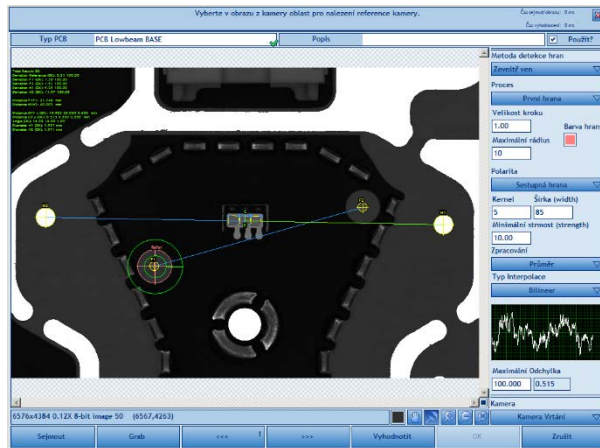 Vyberte v obrazu z kamery oblast pro nalezení reference kamery.
Typ PCB
PCB Lowbeam BASE
Popis
Použít?
Metoda detekce hran
Zevnitř ven
Proces
První hrana
Velikost kroku
1.00
Barva hran
Maximální rádius
10
Polarita
Sestupná hrana
Kernel
Šírka (width)
5
85
Minimální strmost (strength)
10.00
Zpracování
Průměr
Typ Interpolace
Bilinear
Maximální Odchylka
100.000
0.515
Kamera
6576x4384 0.12X 8-bit image 50 (6567,4263)
Kamera Vrtání
Sejmout
Grab
<<<
1
>>>
Vyhodnotit
OK
Zrušit